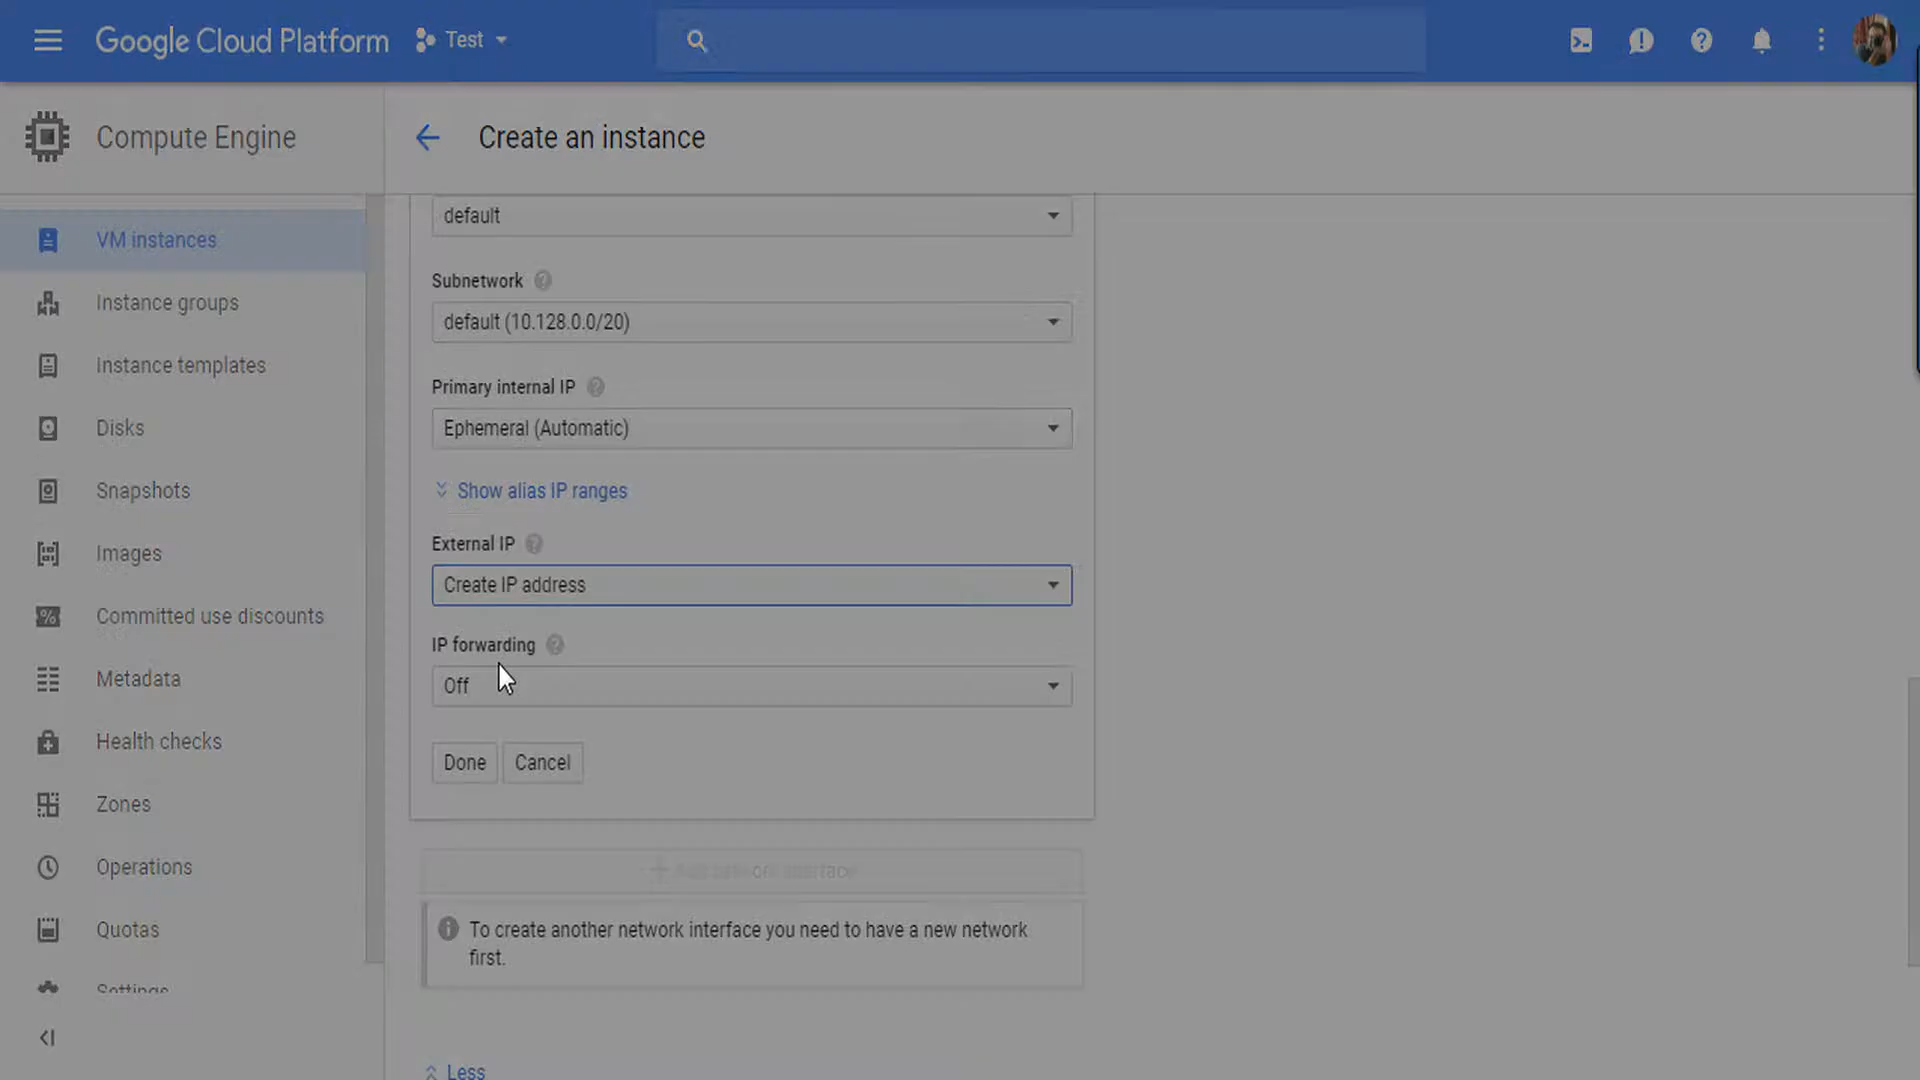 Google Cloud Platform
Test
Compute Engine
Create an instance
VM instances
Instance groups
Instance templates
Disks
Snapshots
Images
Committed use discounts
Metadata
Health checks
Zones
Operations
Quotas
Settings
default
Subnetwork
default (10.128.0.0/20)
Primary internal IP
Ephemeral (Automatic)
Show alias IP ranges
External IP
Create IP address
IP forwarding
Off
Done Cancel
+ Add network interface
To create another network interface you need to have a new network
first.
Less